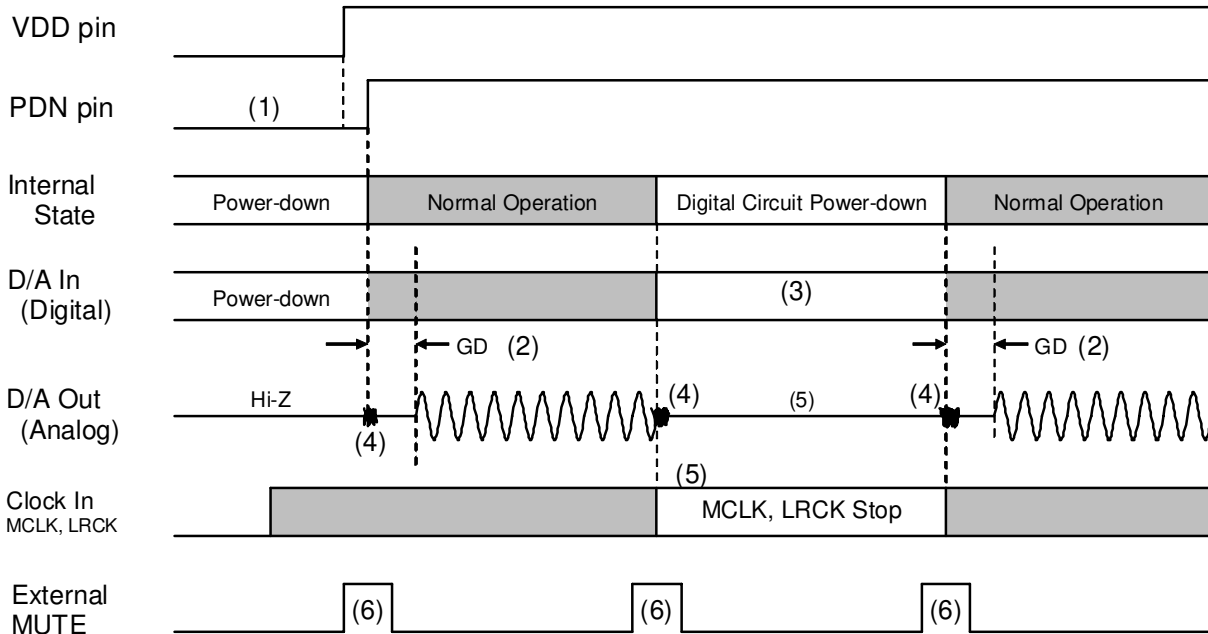 VDD pin
PDN pin
(1)
Internal
State
Power-down
Normal Operation
Digital Circuit Power-down
Normal Operation
D/A In
(Digital)
Power-down
(3)
GD (2)
GD (2)
D/A Out
(Analog)
Hi-Z
(4)
(4)
(5)
(4)
Clock In
MCLK, LRCK
(5)
MCLK, LRCK Stop
External
MUTE
(6)
(6)
(6)